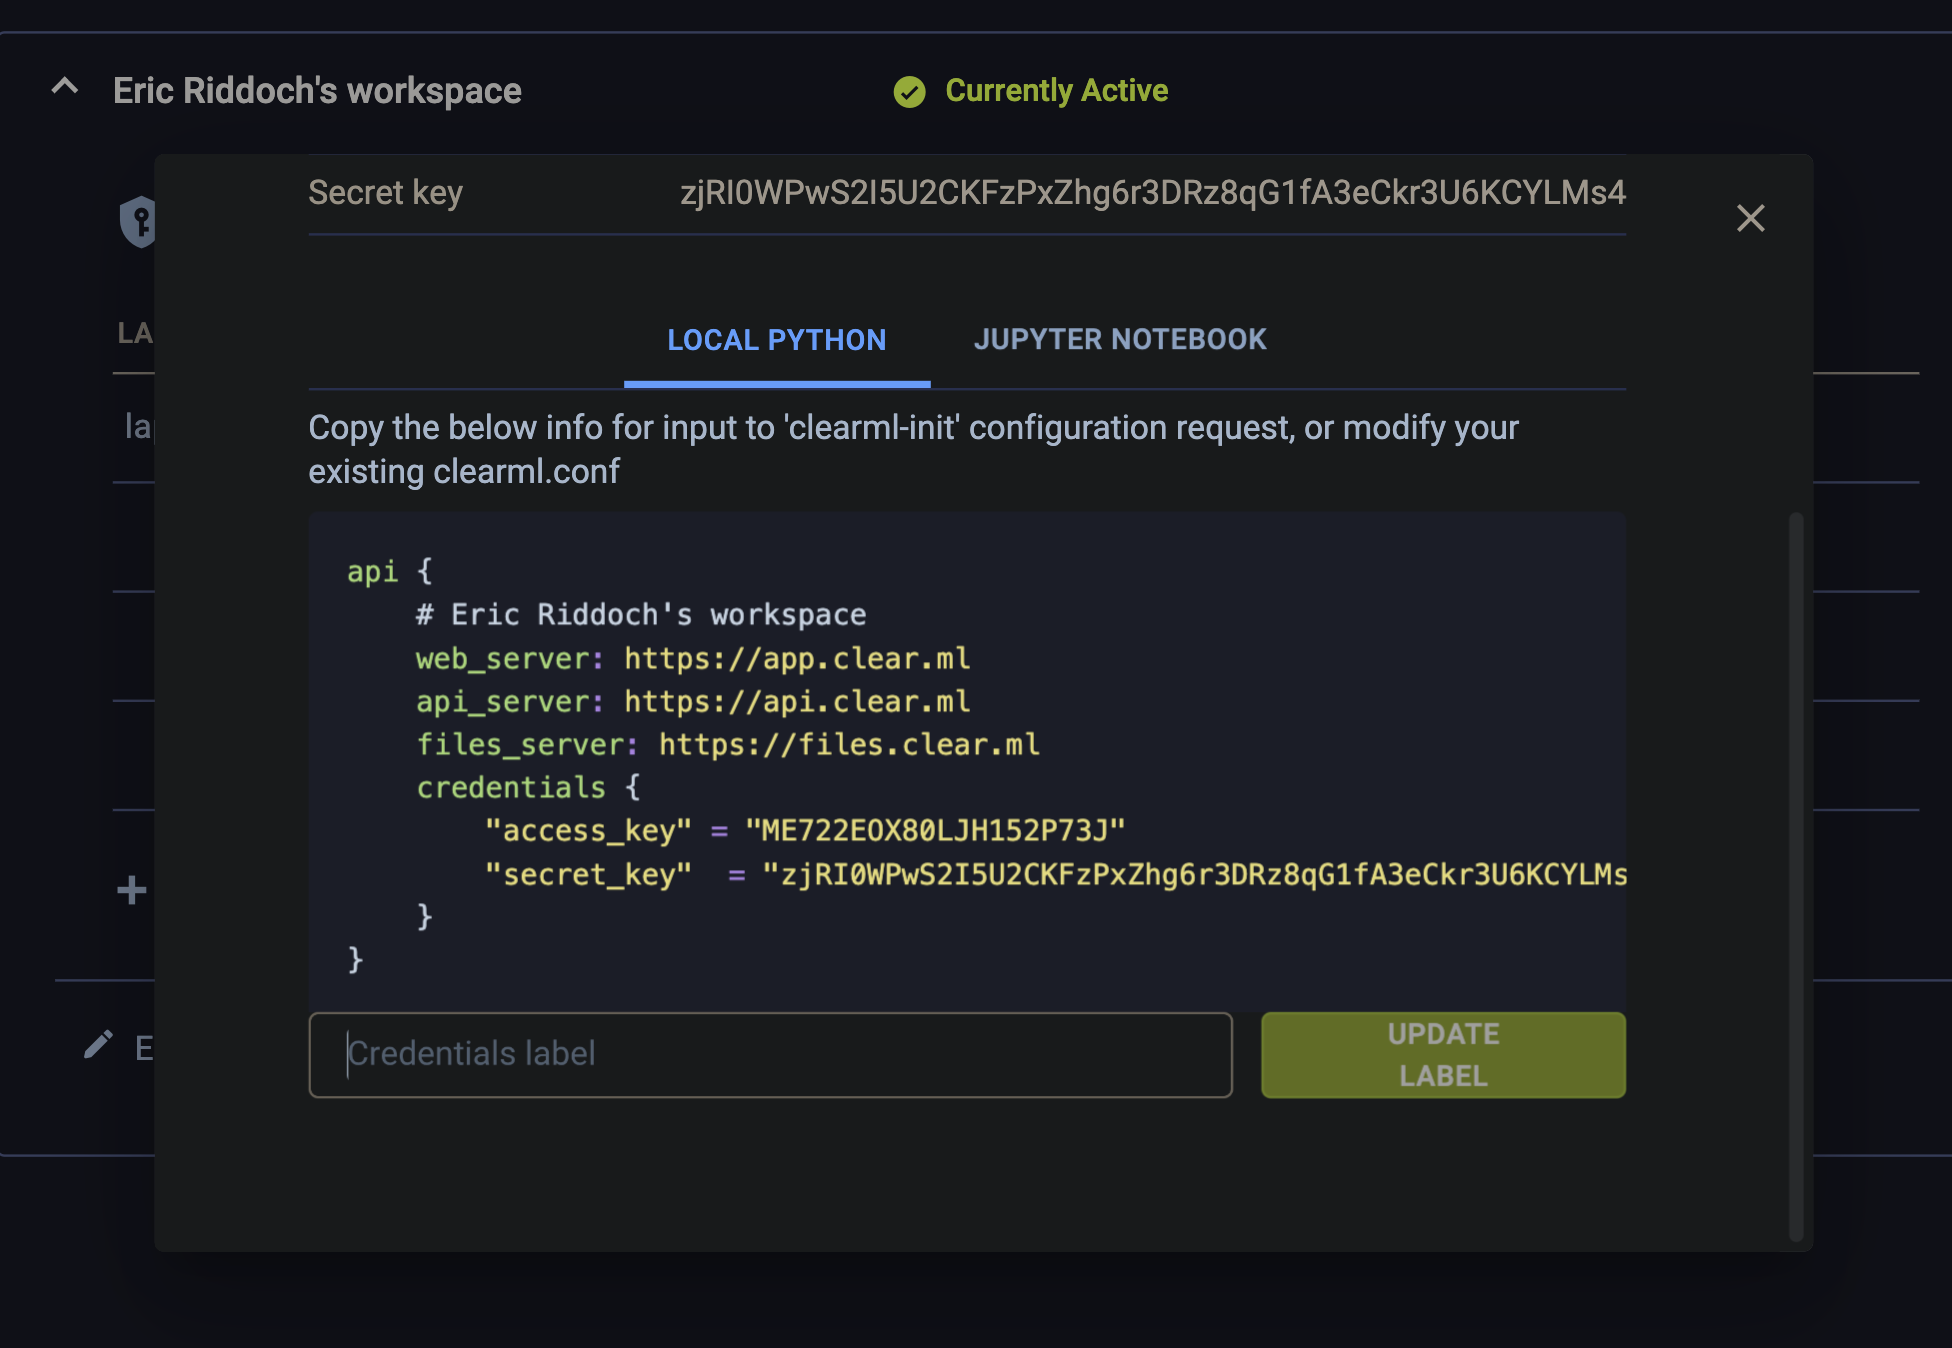 Eric Riddoch's workspace
Currently Active
Secret key zjRI0WPwS2I5U2CKFzPxZhg6r3DRz8qG1fA3eCkr3U6KCYLMs4
LA
LOCAL PYTHON JUPYTER NOTEBOOK
la
Copy the below info for input to 'clearml-init' configuration request, or modify your
existing clearml.conf
api {
    # Eric Riddoch's workspace
    web_server: https://app.clear.ml
    api_server: https://api.clear.ml
    files_server: https://files.clear.ml
    credentials {
        "access_key" = "ME722EOX80LJH152P73J"
        "secret_key"  = "zjRI0WPwS2I5U2CKFzPxZhg6r3DRz8qG1fA3eCkr3U6KCYLMs
    }
}
E
Credentials label
UPDATE
LABEL